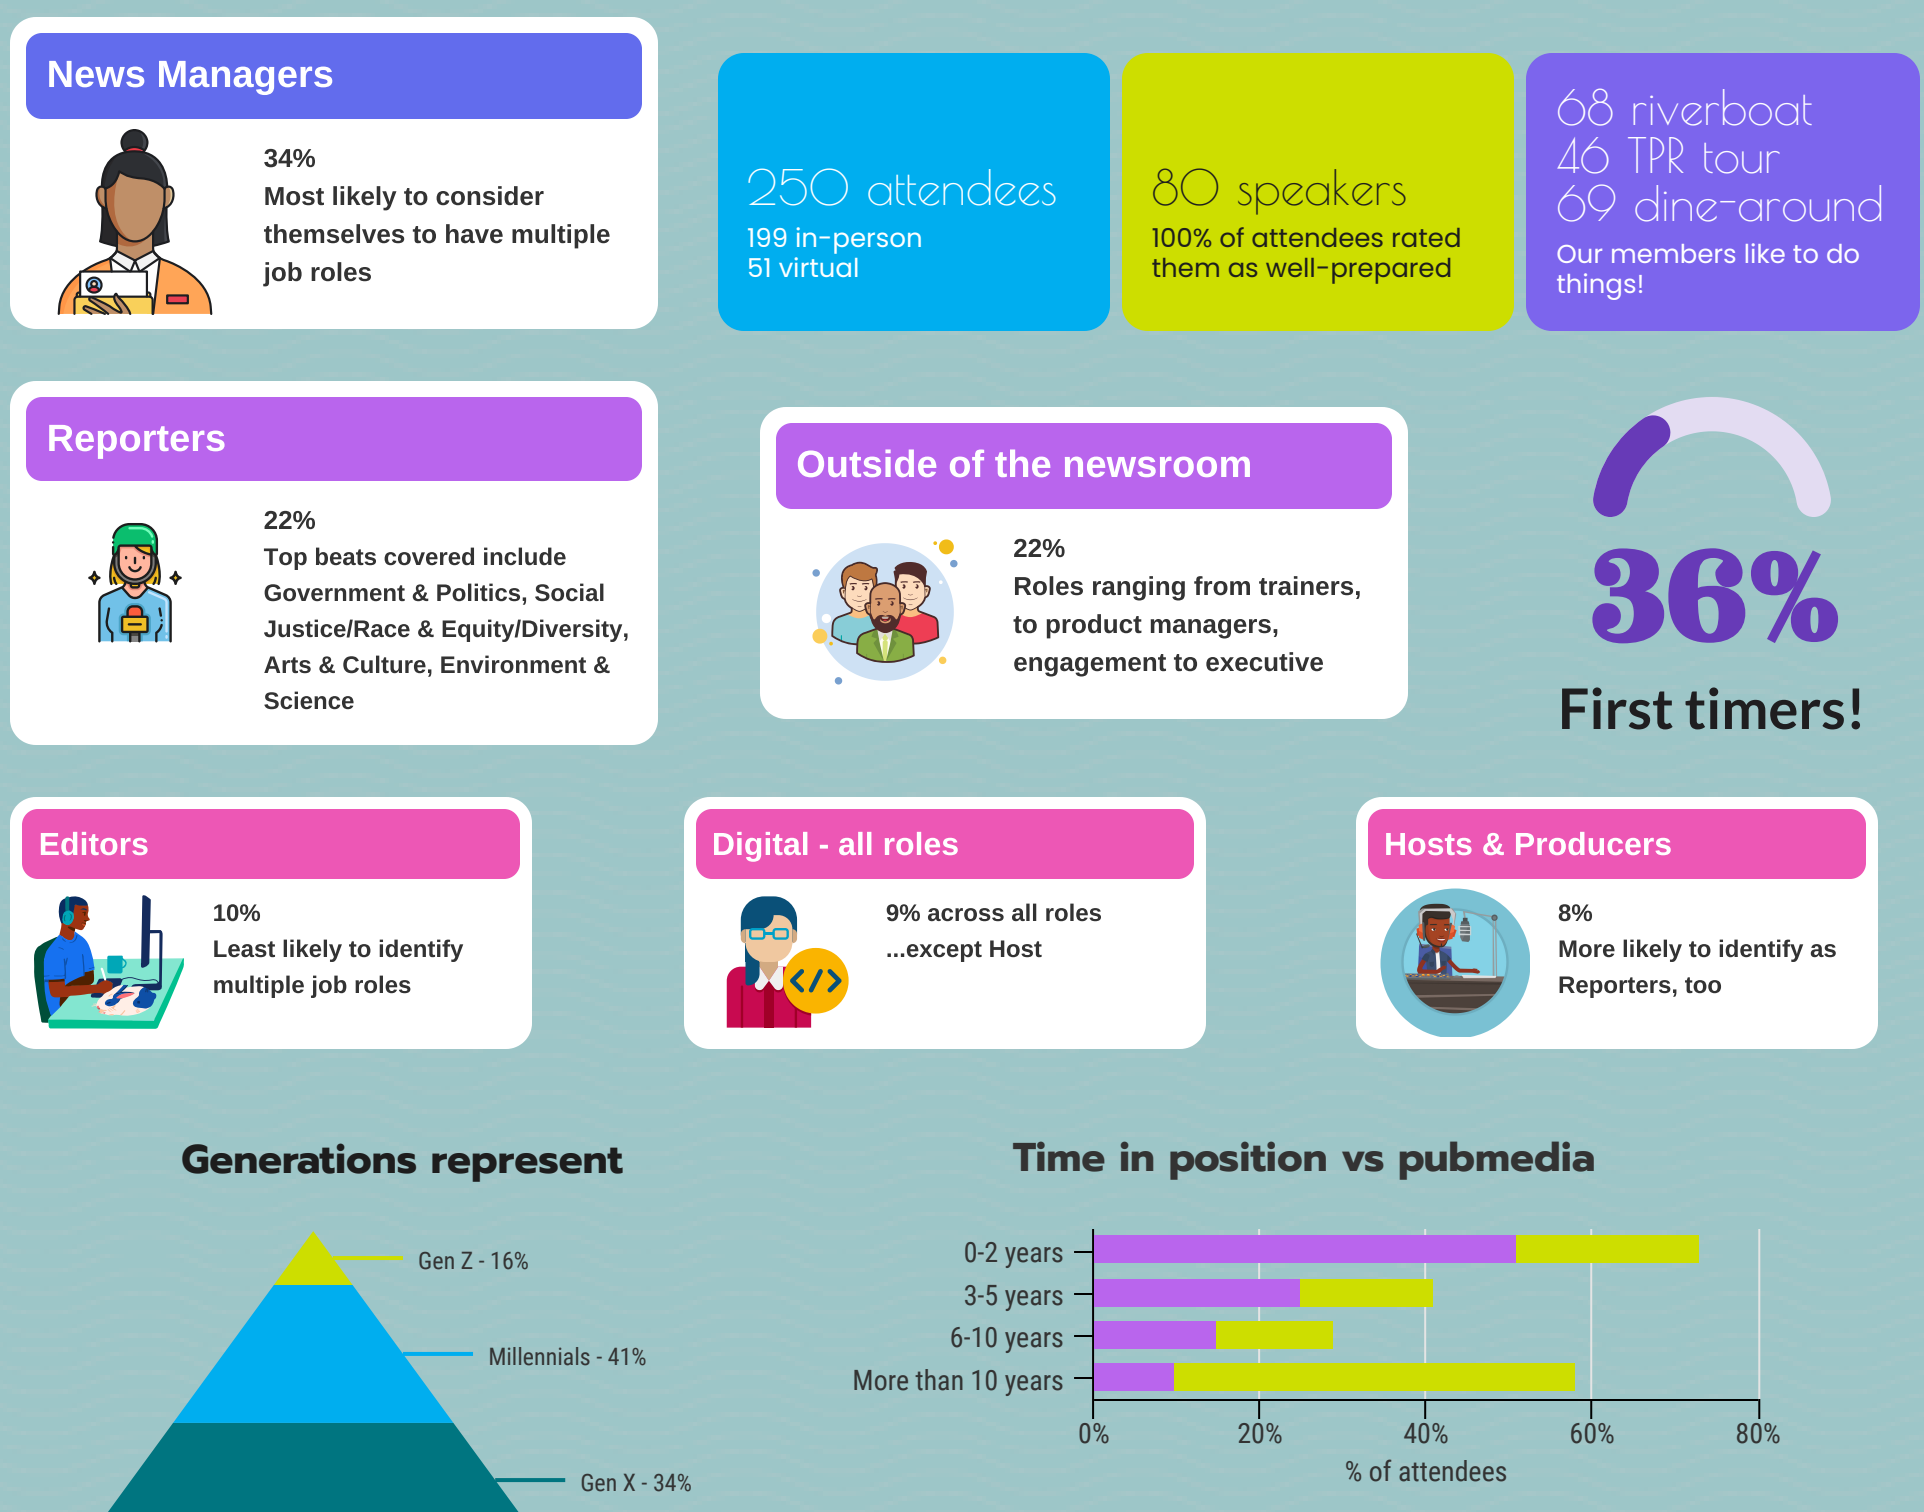 News Managers
34%
Most likely to consider
themselves to have multiple
job roles
250 attendees
199 in-person
51 virtual
80 speakers
100% of attendees rated
them as well-prepared
68 riverboat
46 TPR tour
69 dine-around
Our members like to do
things!
Reporters
22%
Top beats covered include
Government & Politics, Social
Justice/Race & Equity/Diversity,
Arts & Culture, Environment &
Science
Outside of the newsroom
22%
Roles ranging from trainers,
to product managers,
engagement to executive
36%
First timers!
Editors
10%
Least likely to identify
multiple job roles
Digital - all roles
9% across all roles
...except Host
Hosts & Producers
8%
More likely to identify as
Reporters, too
Generations represent
Gen Z - 16%
Millennials - 41%
Gen X - 34%
Time in position vs pubmedia
0-2 years
3-5 years
6-10 years
More than 10 years
0% 20% 40% 60% 80%
% of attendees